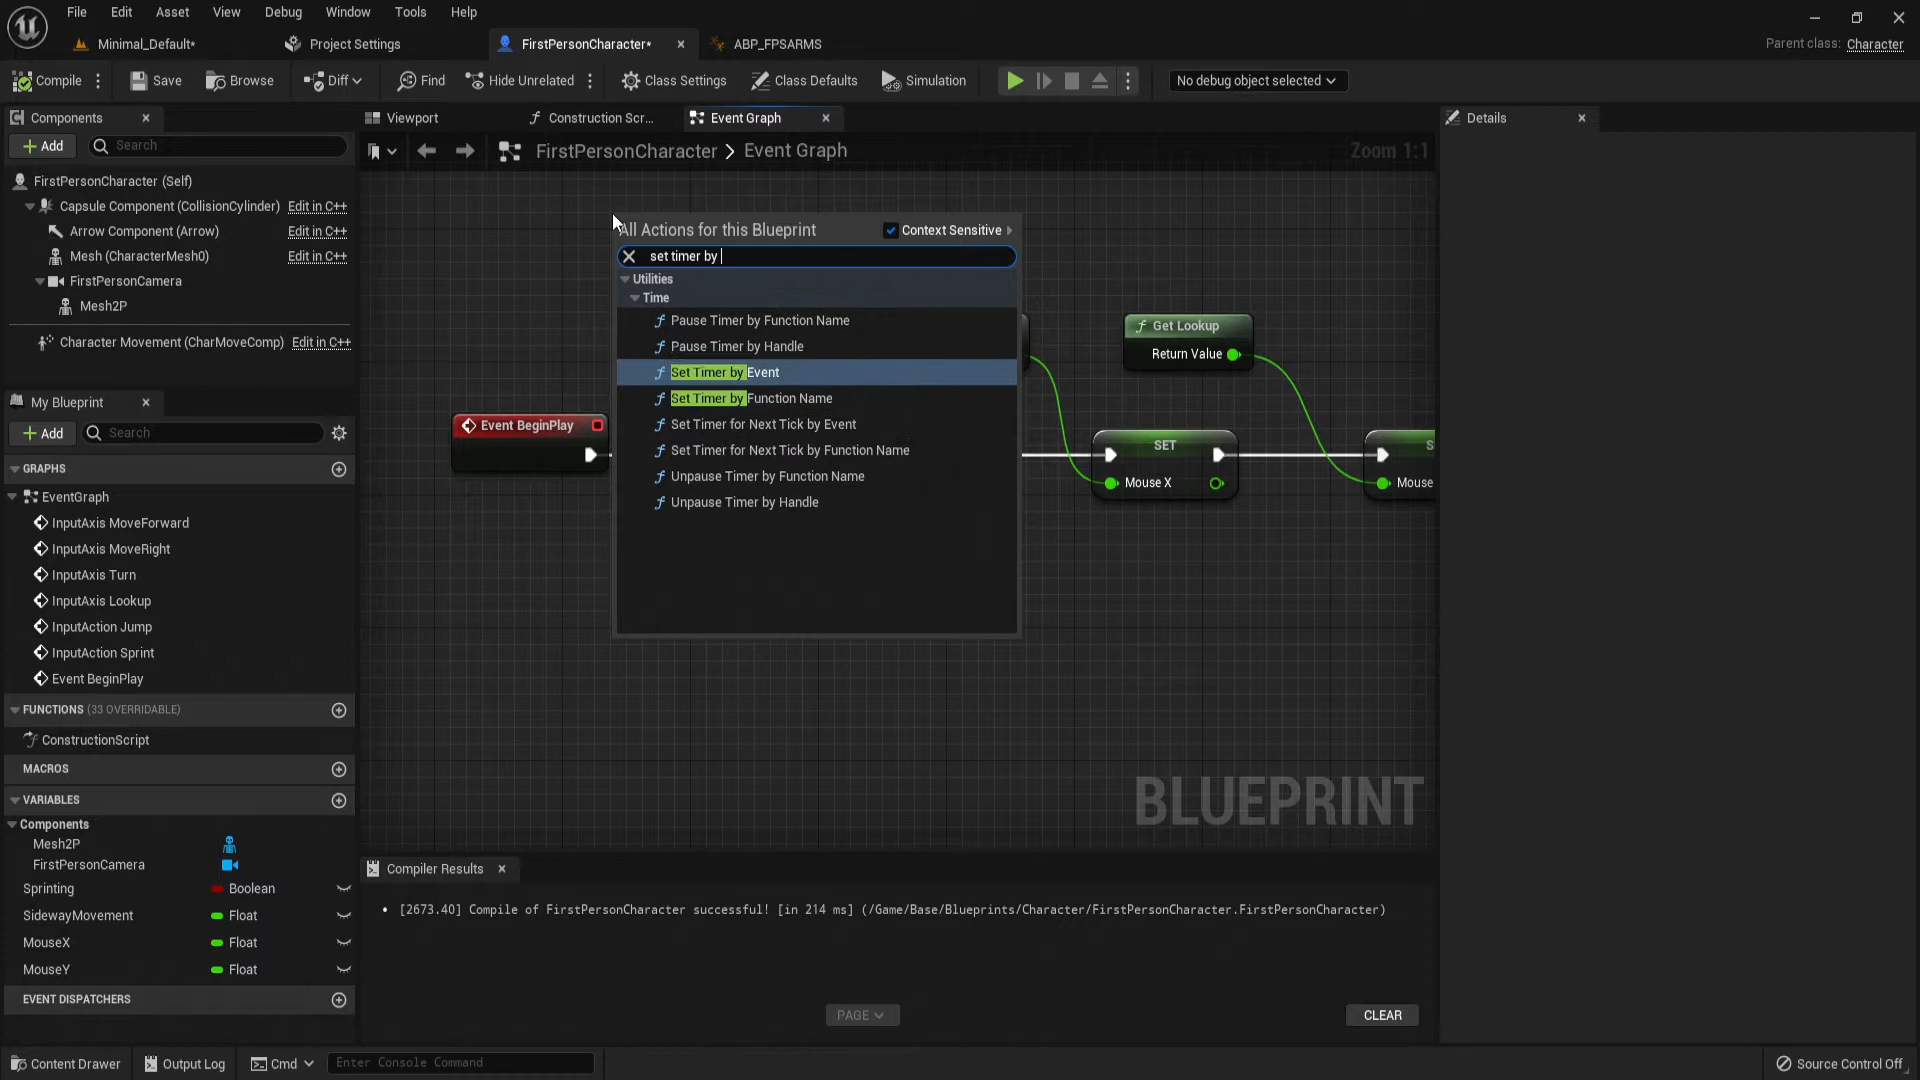 File Edit Asset View Debug Window Tools Help
Minimal_Default* Project Settings FirstPersonCharacter* ABP_FPSARMS Parent class: Character
Compile Save Browse Diff Find Hide Unrelated Class Settings Class Defaults Simulation No debug object selected
Components Viewport Construction Scr... Event Graph Details
Add Search FirstPersonCharacter > Event Graph Zoom 1:1
FirstPersonCharacter (Self)
Capsule Component (CollisionCylinder) Edit in C++
Arrow Component (Arrow) Edit in C++
Mesh (CharacterMesh0) Edit in C++
FirstPersonCamera
Mesh2P
Character Movement (CharMoveComp) Edit in C++
My Blueprint
Add Search
GRAPHS
EventGraph
InputAxis MoveForward
InputAxis MoveRight
InputAxis Turn
InputAxis Lookup
InputAction Jump
InputAction Sprint
Event BeginPlay
FUNCTIONS (33 OVERRIDABLE)
ConstructionScript
MACROS
VARIABLES
Components
Mesh2P
FirstPersonCamera
Sprinting Boolean
SidewayMovement Float
MouseX Float
MouseY Float
EVENT DISPATCHERS
All Actions for this Blueprint Context Sensitive
set timer by
Utilities
Time
Pause Timer by Function Name
Pause Timer by Handle
Set Timer by Event
Set Timer by Function Name
Set Timer for Next Tick by Event
Set Timer for Next Tick by Function Name
Unpause Timer by Function Name
Unpause Timer by Handle
Event BeginPlay
Get Lookup
Return Value
SET
Mouse X
S
Mouse
BLUEPRINT
Compiler Results
[2673.40] Compile of FirstPersonCharacter successful! [in 214 ms] (/Game/Base/Blueprints/Character/FirstPersonCharacter.FirstPersonCharacter)
PAGE CLEAR
Content Drawer Output Log Cmd Enter Console Command Source Control Off